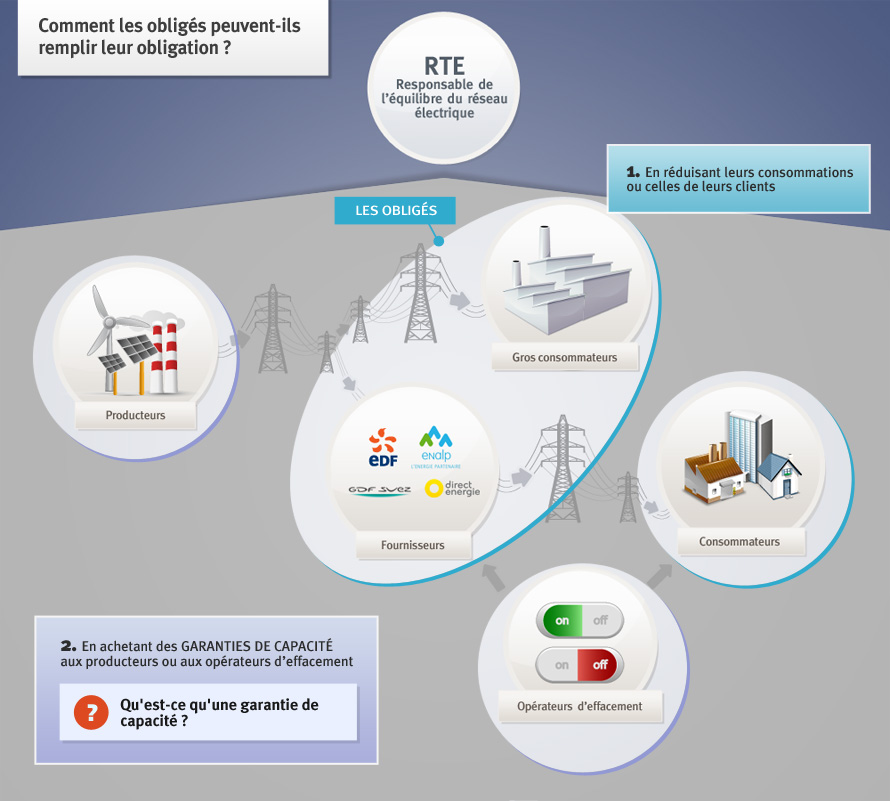 Comment les obligés peuvent-ils
remplir leur obligation ?
RTE
Responsable de
l'équilibre du réseau
électrique
1. En réduisant leurs consommations
ou celles de leurs clients
LES OBLIGÉS
Gros consommateurs
Producteurs
eDF
eNalp
L'ÉNERGIE PARTENAIRE
GDF SUEZ
direct
energie
Fournisseurs
Consommateurs
on off
on off
Opérateurs d'effacement
2. En achetant des GARANTIES DE CAPACITÉ
aux producteurs ou aux opérateurs d'effacement
?
Qu'est-ce qu'une garantie de
capacité ?